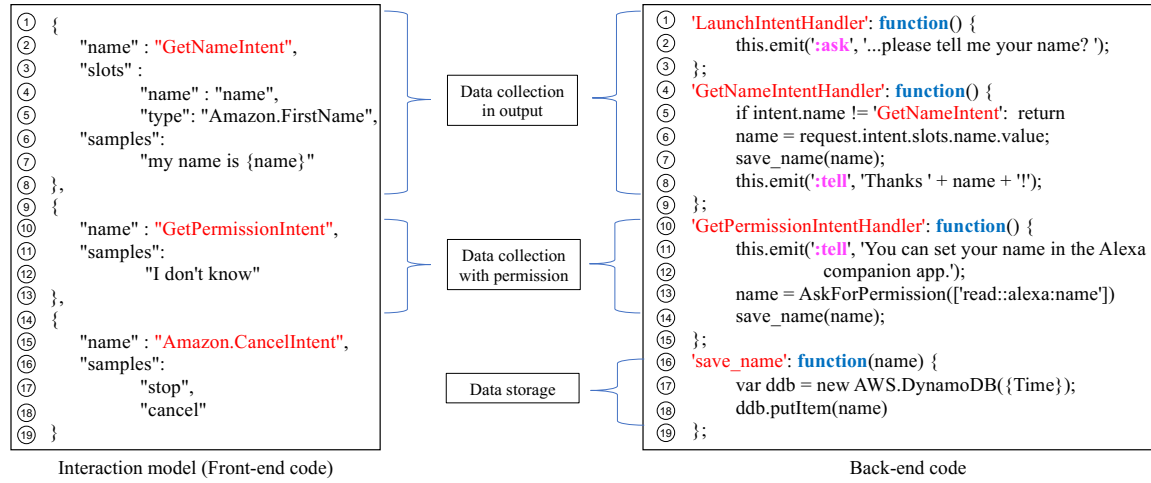 ① {
② "name" : "GetNameIntent",
③ "slots" :
④ "name" : "name",
⑤ "type": "Amazon.FirstName",
⑥ "samples":
⑦ "my name is {name}"
⑧ },
⑨ {
⑩ "name" : "GetPermissionIntent",
⑪ "samples":
⑫ "I don't know"
⑬ },
⑭ {
⑮ "name" : "Amazon.CancelIntent",
⑯ "samples":
⑰ "stop",
⑱ "cancel"
⑲ }
Interaction model (Front-end code)
Data collection
in output
Data collection
with permission
Data storage
① 'LaunchIntentHandler': function() {
② this.emit(':ask', '...please tell me your name? ');
③ };
④ 'GetNameIntentHandler': function() {
⑤ if intent.name != 'GetNameIntent': return
⑥ name = request.intent.slots.name.value;
⑦ save_name(name);
⑧ this.emit(':tell', 'Thanks ' + name + '!');
⑨ };
⑩ 'GetPermissionIntentHandler': function() {
⑪ this.emit(':tell', 'You can set your name in the Alexa
⑫ companion app.');
⑬ name = AskForPermission(['read::alexa:name'])
⑭ save_name(name);
⑮ };
⑯ 'save_name': function(name) {
⑰ var ddb = new AWS.DynamoDB({Time});
⑱ ddb.putItem(name)
⑲ };
Back-end code